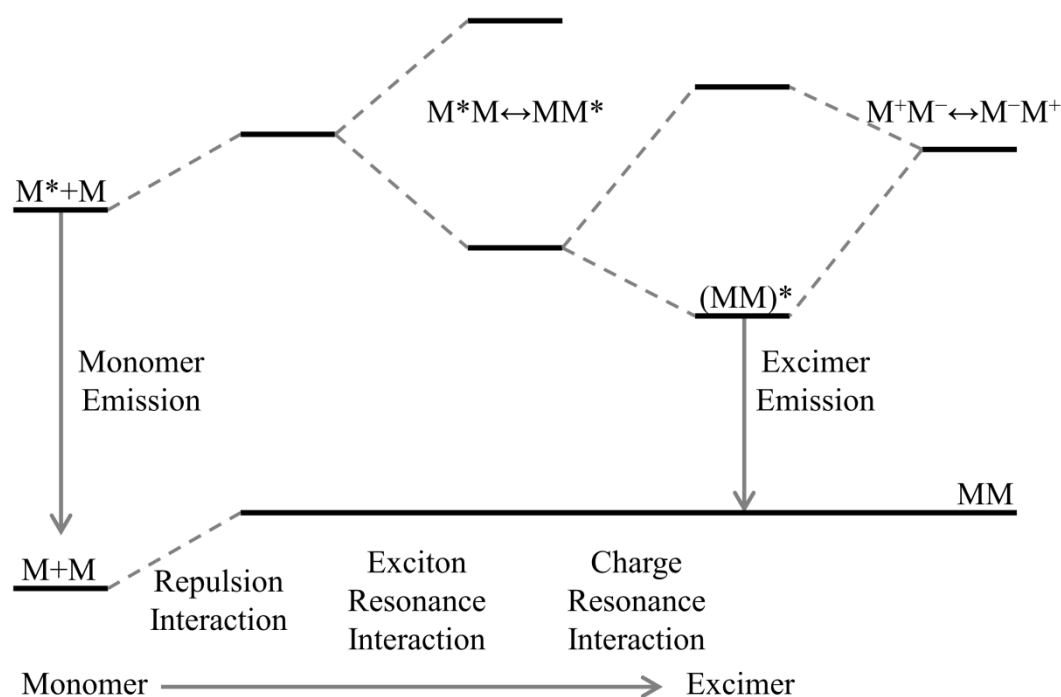 M*M↔MM*
M⁺M⁻↔M⁻M⁺
M*+M
(MM)*
Monomer
Emission
Excimer
Emission
MM
M+M
Repulsion
Interaction
Exciton
Resonance
Interaction
Charge
Resonance
Interaction
Monomer
Excimer